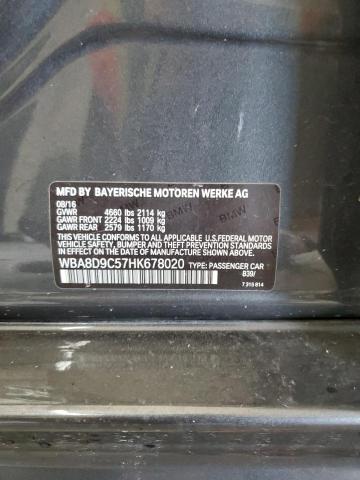 MFD BY BAYERISCHE MOTOREN WERKE AG
08/16
GVWR 4660 lbs 2114 kg
GAWR FRONT 2224 lbs 1009 kg
GAWR REAR 2579 lbs 1170 kg
THIS VEHICLE CONFORMS TO ALL APPLICABLE
U.S.FEDERAL MOTOR VEHICLE SAFETY, BUMPER,
AND THEFT PREVENTION STANDARDS IN EFFECT
ON THE DATE OF MANUFACTURE SHOWN ABOVE.
WBA8D9C57HK678020 TYPE: PASSENGER CAR
839/
7 315 814